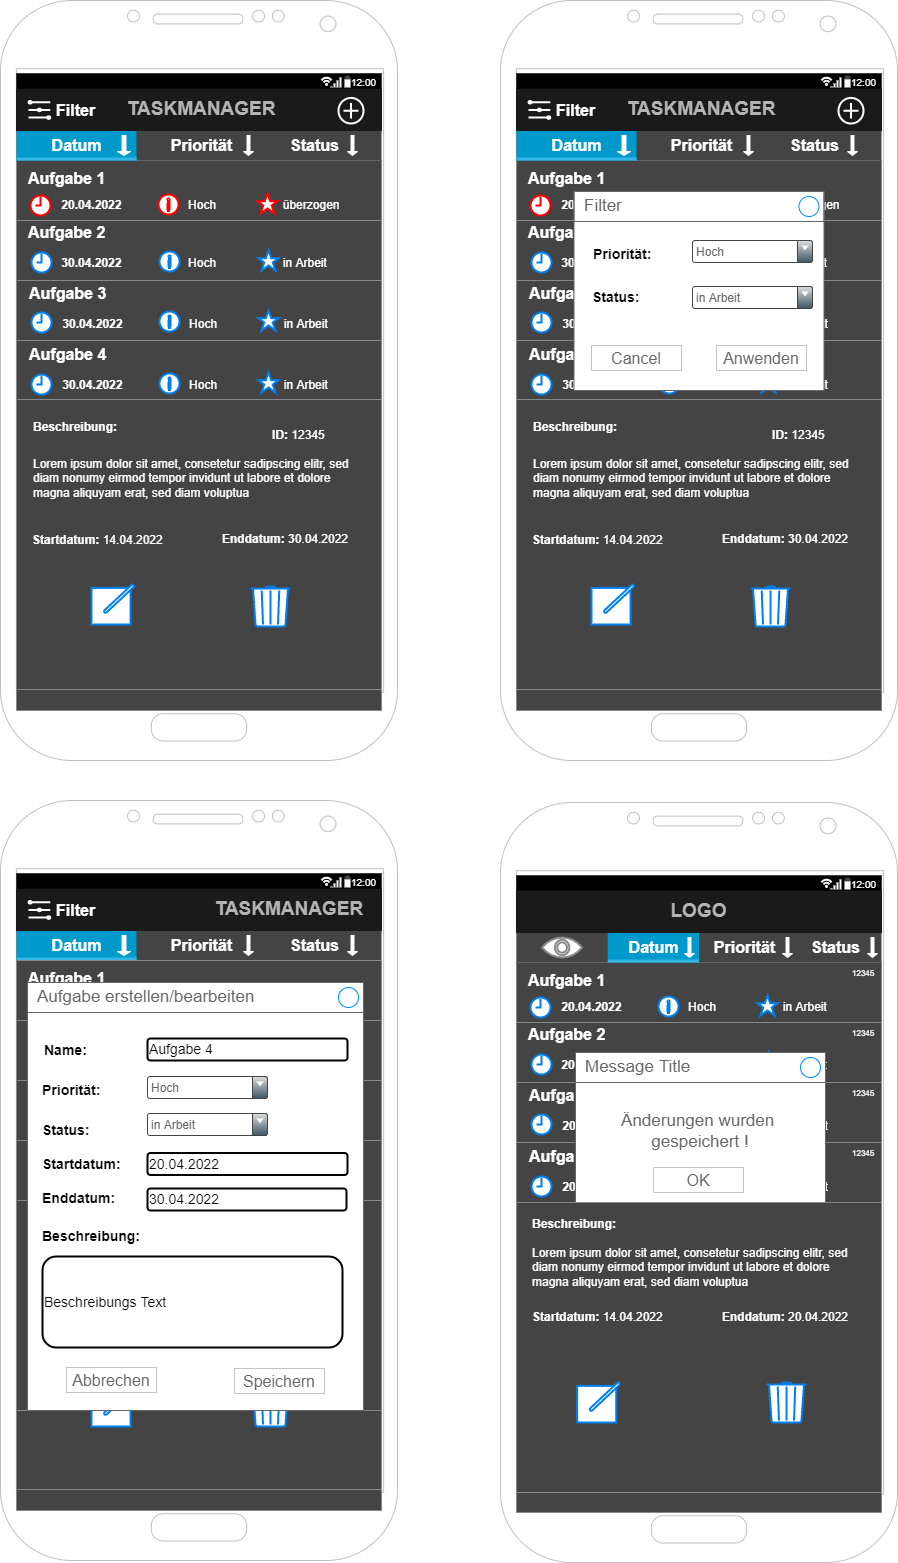 12:00
Filter TASKMANAGER
Datum Priorität Status
Aufgabe 1
20.04.2022 Hoch überzogen
Aufgabe 2
30.04.2022 Hoch in Arbeit
Aufgabe 3
30.04.2022 Hoch in Arbeit
Aufgabe 4
30.04.2022 Hoch in Arbeit
Beschreibung:
ID: 12345
Lorem ipsum dolor sit amet, consetetur sadipscing elitr, sed
diam nonumy eirmod tempor invidunt ut labore et dolore
magna aliquyam erat, sed diam voluptua
Startdatum: 14.04.2022 Enddatum: 30.04.2022
12:00
Filter TASKMANAGER
Datum Priorität Status
Aufgabe 1
20 gen
Filter
Aufga
30 t
Priorität: Hoch
Aufga
Status: in Arbeit
30 t
Aufga
Cancel Anwenden
30
Beschreibung:
ID: 12345
Lorem ipsum dolor sit amet, consetetur sadipscing elitr, sed
diam nonumy eirmod tempor invidunt ut labore et dolore
magna aliquyam erat, sed diam voluptua
Startdatum: 14.04.2022 Enddatum: 30.04.2022
12:00
Filter TASKMANAGER
Datum Priorität Status
Aufgabe 1
Aufgabe erstellen/bearbeiten
Name: Aufgabe 4
Priorität: Hoch
Status: in Arbeit
Startdatum: 20.04.2022
Enddatum: 30.04.2022
Beschreibung:
Beschreibungs Text
Abbrechen Speichern
12:00
LOGO
Datum Priorität Status
Aufgabe 1 12345
20.04.2022 Hoch in Arbeit
Aufgabe 2 12345
20 in Arbeit
Message Title
Aufga 12345
Änderungen wurden
gespeichert !
20 t
Aufga 12345
OK
20
Beschreibung:
Lorem ipsum dolor sit amet, consetetur sadipscing elitr, sed
diam nonumy eirmod tempor invidunt ut labore et dolore
magna aliquyam erat, sed diam voluptua
Startdatum: 14.04.2022 Enddatum: 20.04.2022